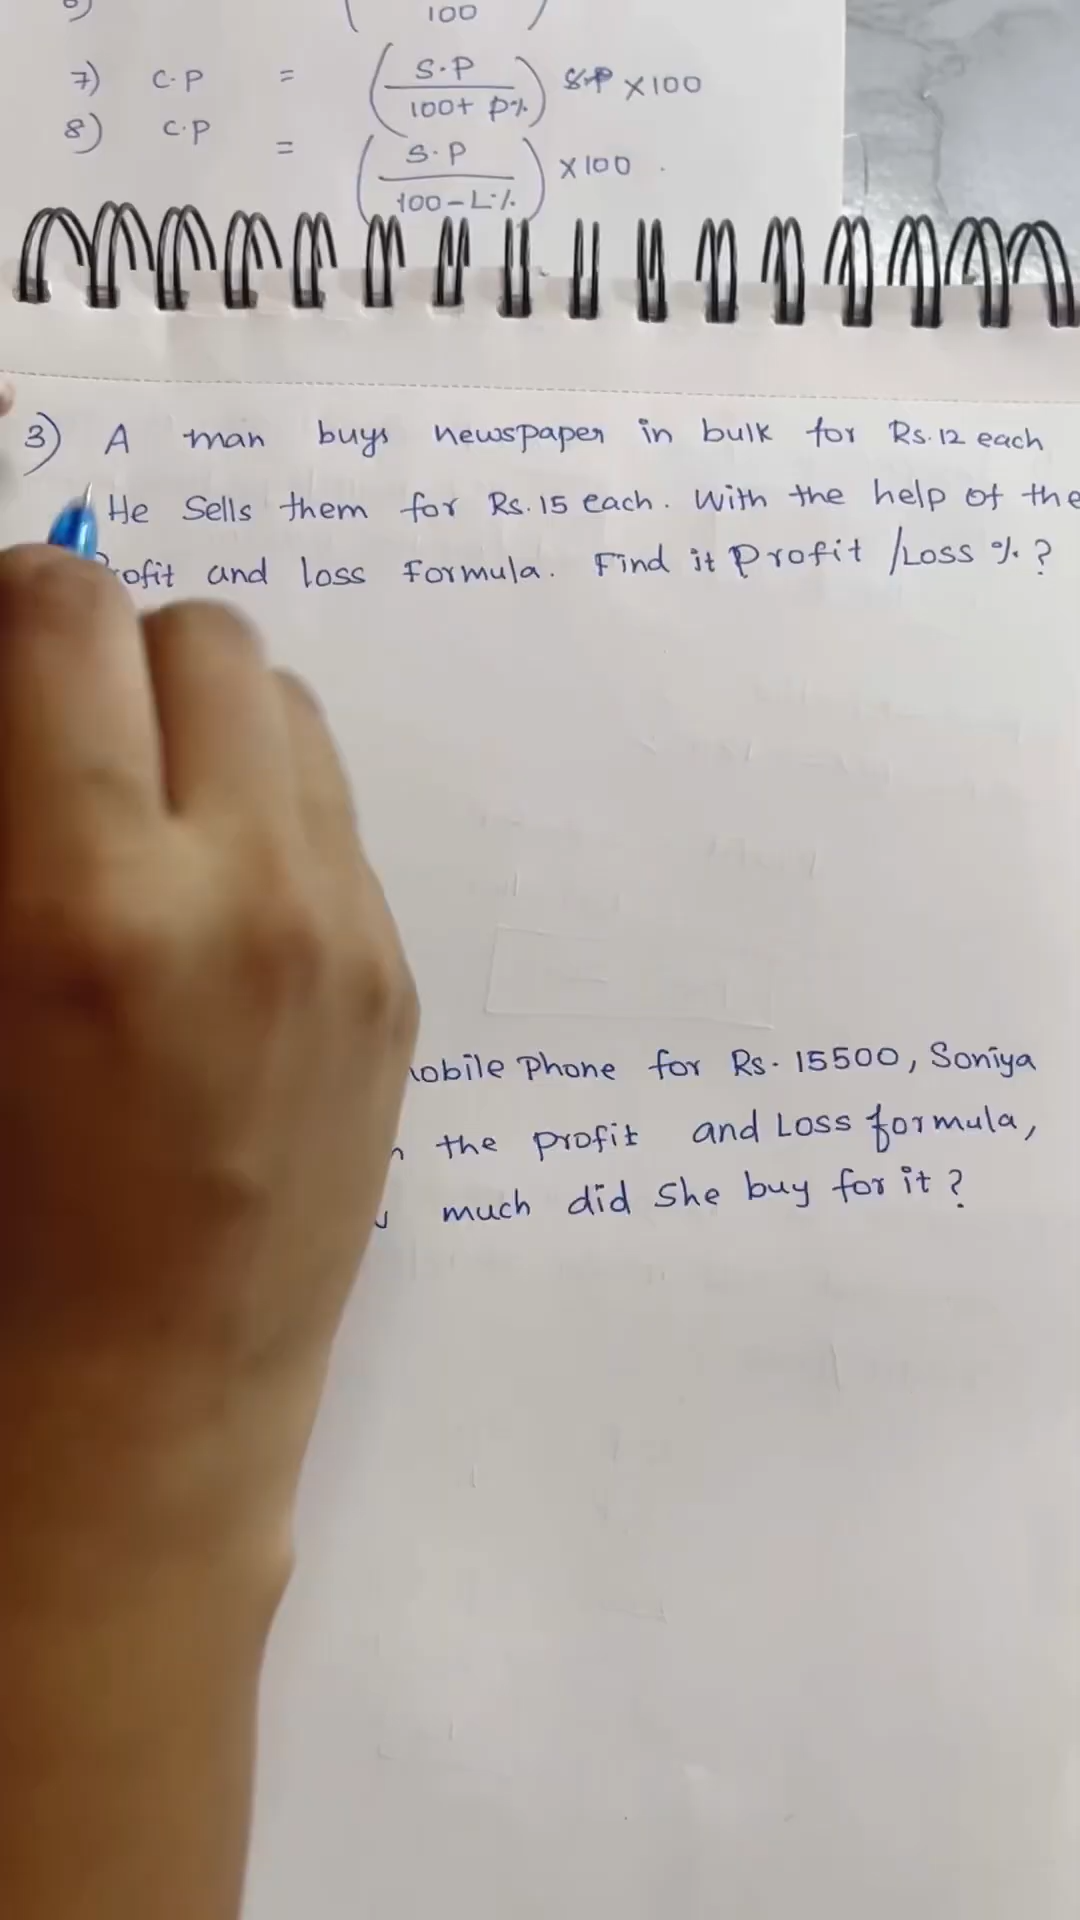 100
7) C.P = (S.P / 100+ P%) × 100
8) C.P = (S.P / 100-L%) × 100.
3) A man buys newspaper in bulk for Rs.12 each
He Sells them for Rs.15 each. With the help of the
and loss Formula. Find it Profit /Loss %?
Phone for Rs. 15500, Soniya
the profit and Loss formula,
much did She buy for it?